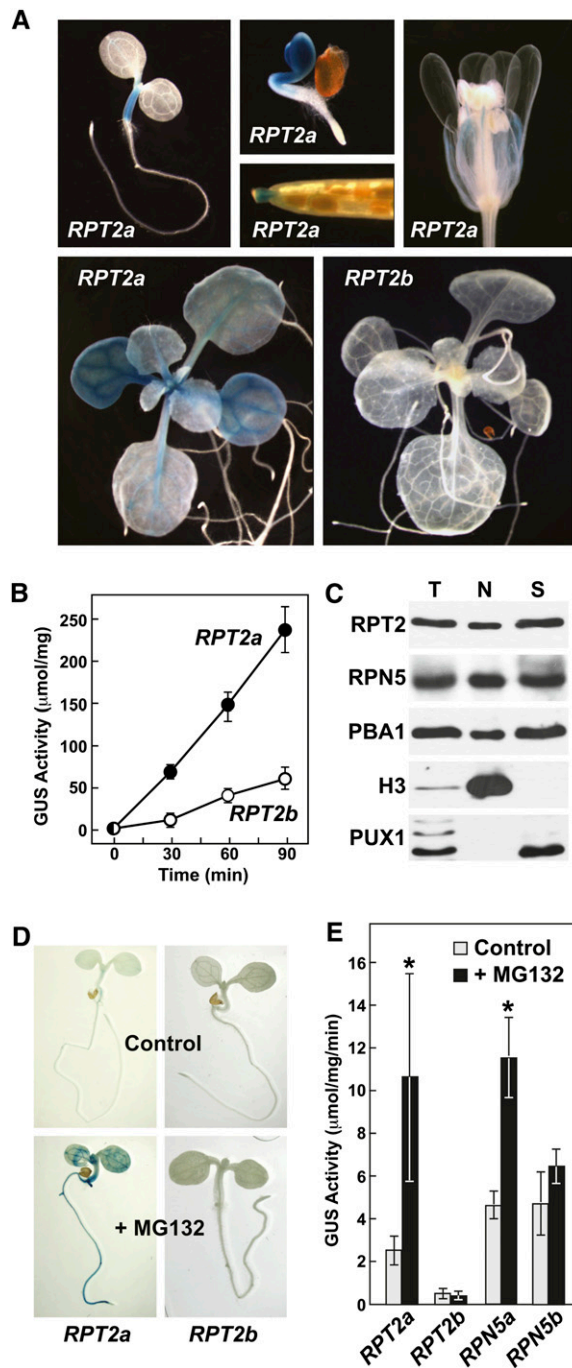 A
RPT2a
RPT2a
RPT2a
RPT2a
RPT2a
RPT2b
B
GUS Activity (μmol/mg)
250
200
150
100
50
0
RPT2a
RPT2b
0 30 60 90
Time (min)
C
T N S
RPT2
RPN5
PBA1
H3
PUX1
D
Control
+ MG132
RPT2a RPT2b
E
GUS Activity (μmol/mg/min)
Control
+ MG132
16
14
12
10
8
6
4
2
0
*
*
RPT2a RPT2b RPN5a RPN5b